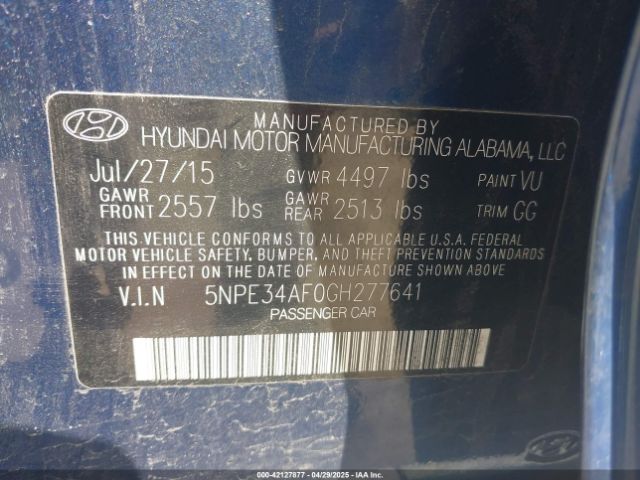 MANUFACTURED BY
HYUNDAI MOTOR MANUFACTURING ALABAMA, LLC
Jul/27/15 GVWR 4497 lbs PAINT VU
GAWR FRONT 2557 lbs GAWR REAR 2513 lbs TRIM GG
THIS VEHICLE CONFORMS TO ALL APPLICABLE U.S.A. FEDERAL
MOTOR VEHICLE SAFETY, BUMPER, AND THEFT PREVENTION STANDARDS
IN EFFECT ON THE DATE OF MANUFACTURE SHOWN ABOVE
V.I.N 5NPE34AF0GH277641
PASSENGER CAR
000-42127877 - 04/29/2025 - IAA, Inc.